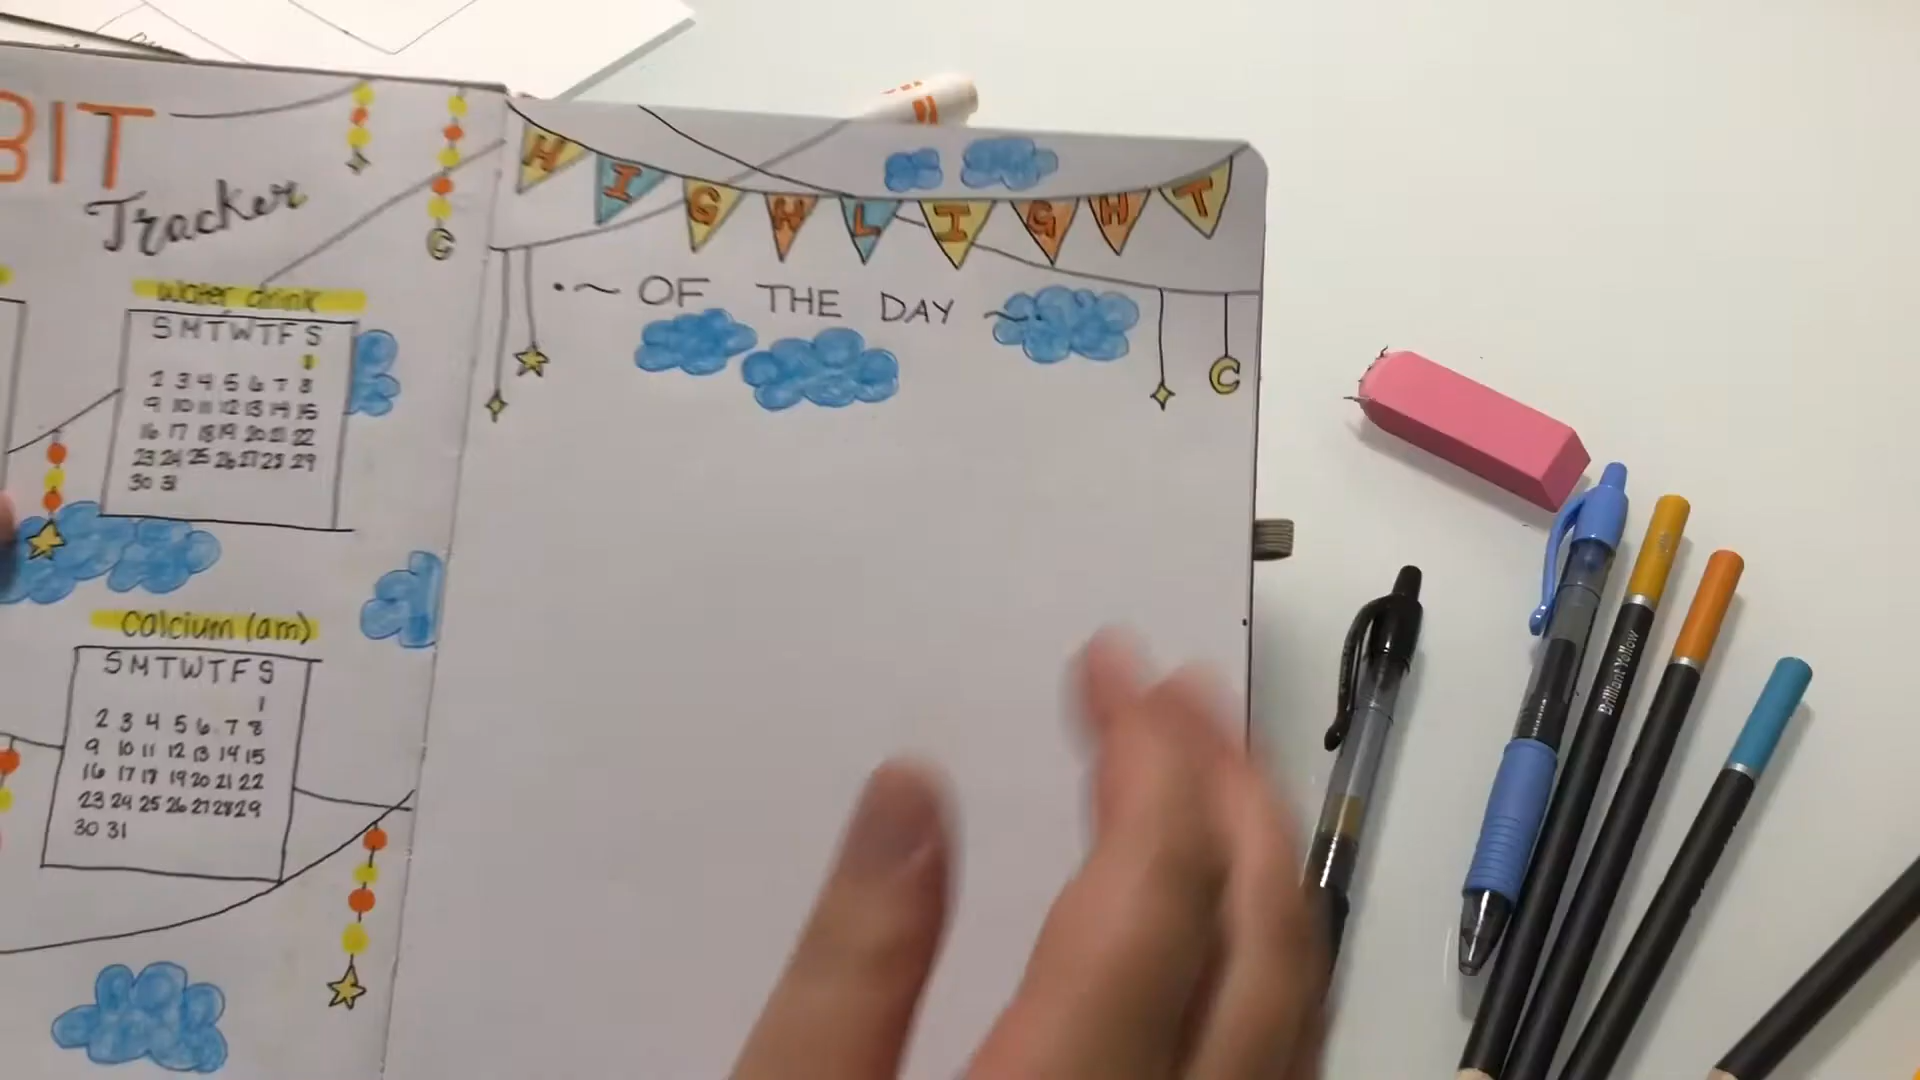 BIT
Tracker
water drink
S M T W T F S
1
2 3 4 5 6 7 8
9 10 11 12 13 14 15
16 17 18 19 20 21 22
23 24 25 26 27 28 29
30 31
Calcium (am)
S M T W T F S
1
2 3 4 5 6 7 8
9 10 11 12 13 14 15
16 17 18 19 20 21 22
23 24 25 26 27 28 29
30 31
HIGHLIGHT
OF THE DAY
Brilliant Yellow